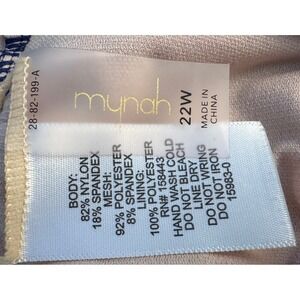 28-82-199-A
mynah
22W
MADE IN
CHINA
BODY:
82% NYLON
18% SPANDEX
MESH:
92% POLYESTER
8% SPANDEX
LINING:
100% POLYESTER
RN# 158443
HAND WASH COLD
DO NOT BLEACH
LINE DRY
DO NOT WRING
DO NOT IRON
15983-0